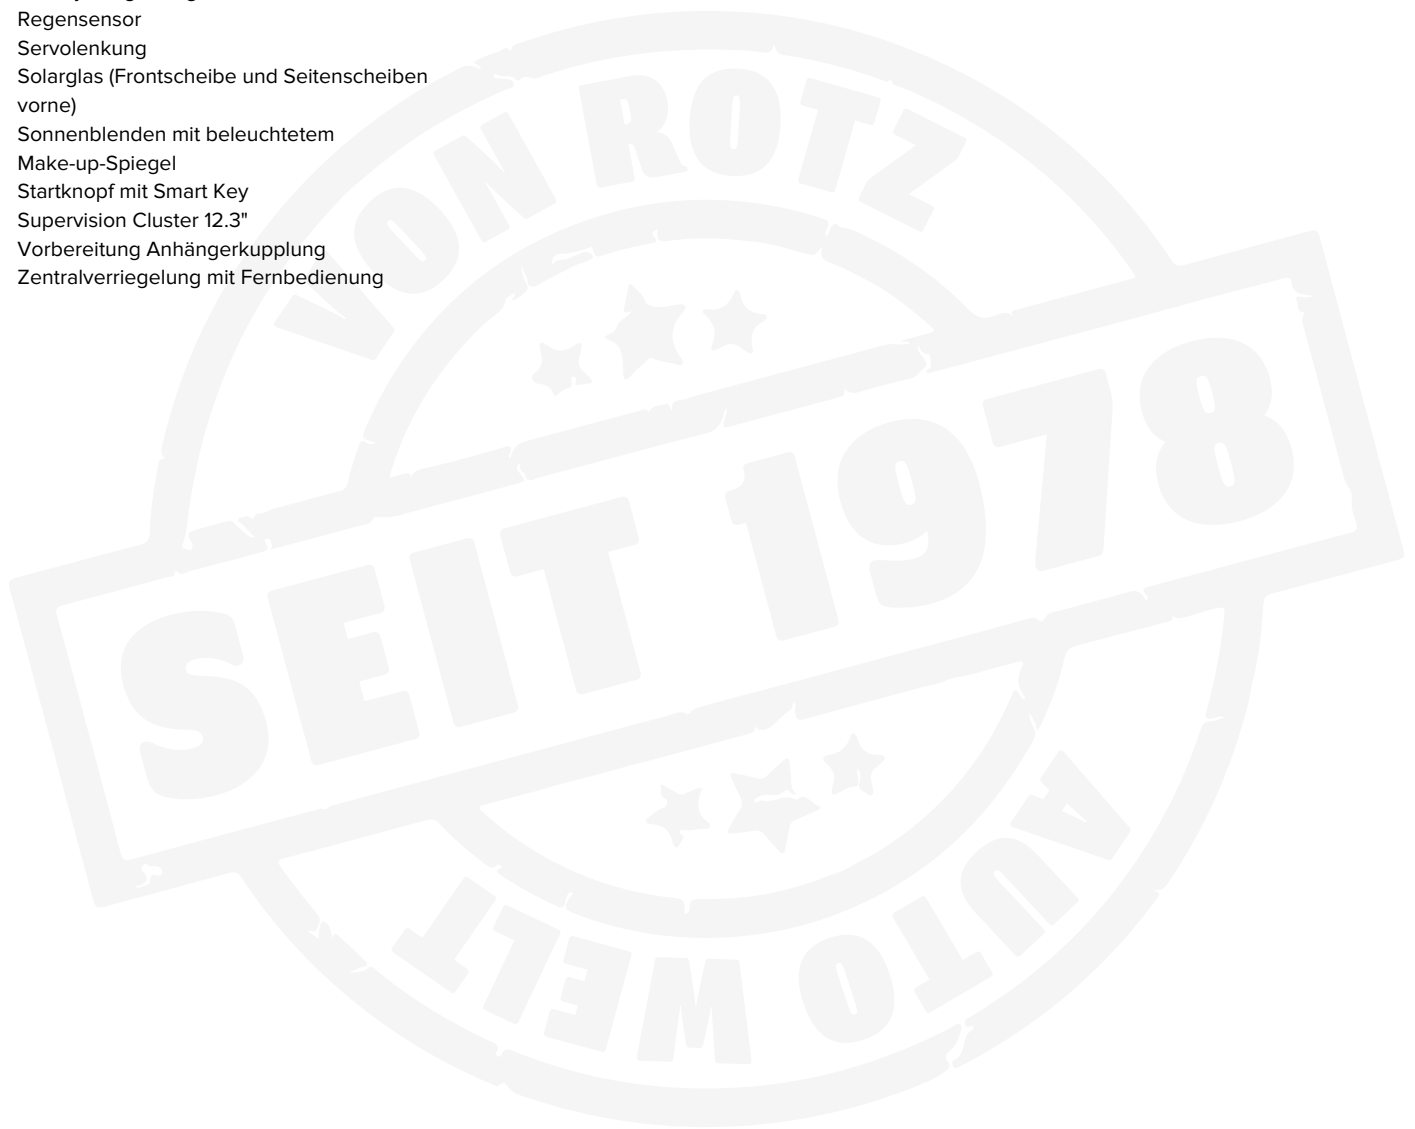 Regensensor
Servolenkung
Solarglas (Frontscheibe und Seitenscheiben
vorne)
Sonnenblenden mit beleuchtetem
Make-up-Spiegel
Startknopf mit Smart Key
Supervision Cluster 12.3"
Vorbereitung Anhängerkupplung
Zentralverriegelung mit Fernbedienung
VON ROTZ
SEIT 1978
AUTO WELT